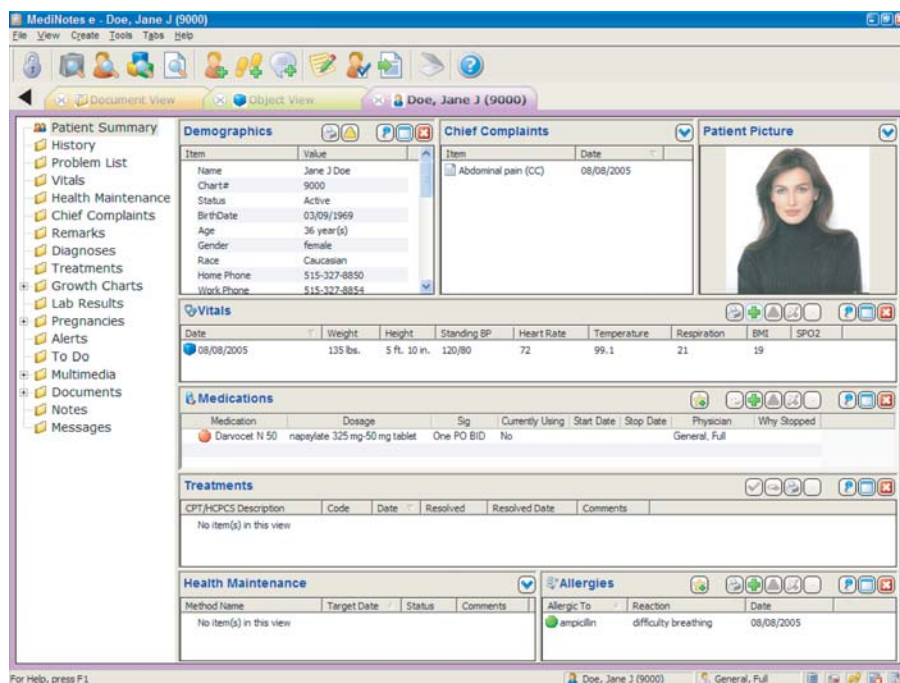 MediNotes e - Doe, Jane J (9000)
File View Create Tools Tabs Help
Document View
Object View
Doe, Jane J (9000)
Patient Summary
History
Problem List
Vitals
Health Maintenance
Chief Complaints
Remarks
Diagnoses
Treatments
Growth Charts
Lab Results
Pregnancies
Alerts
To Do
Multimedia
Documents
Notes
Messages
Demographics
Item Value
Name Jane J Doe
Chart# 9000
Status Active
BirthDate 03/09/1969
Age 36 year(s)
Gender female
Race Caucasian
Home Phone 515-327-8850
Work Phone 515-327-8854
Chief Complaints
Item Date
Abdominal pain (CC) 08/08/2005
Patient Picture
Vitals
Date Weight Height Standing BP Heart Rate Temperature Respiration BMI SPO2
08/08/2005 135 lbs. 5 ft. 10 in. 120/80 72 99.1 21 19
Medications
Medication Dosage Sig Currently Using Start Date Stop Date Physician Why Stopped
Darvocet N 50 napsylate 325 mg-50 mg tablet One PO BID No General, Full
Treatments
CPT/HCPCS Description Code Date Resolved Resolved Date Comments
No item(s) in this view
Health Maintenance
Method Name Target Date Status Comments
No item(s) in this view
Allergies
Allergic To Reaction Date
ampicillin difficulty breathing 08/08/2005
For Help, press F1
Doe, Jane J (9000)
General, Full